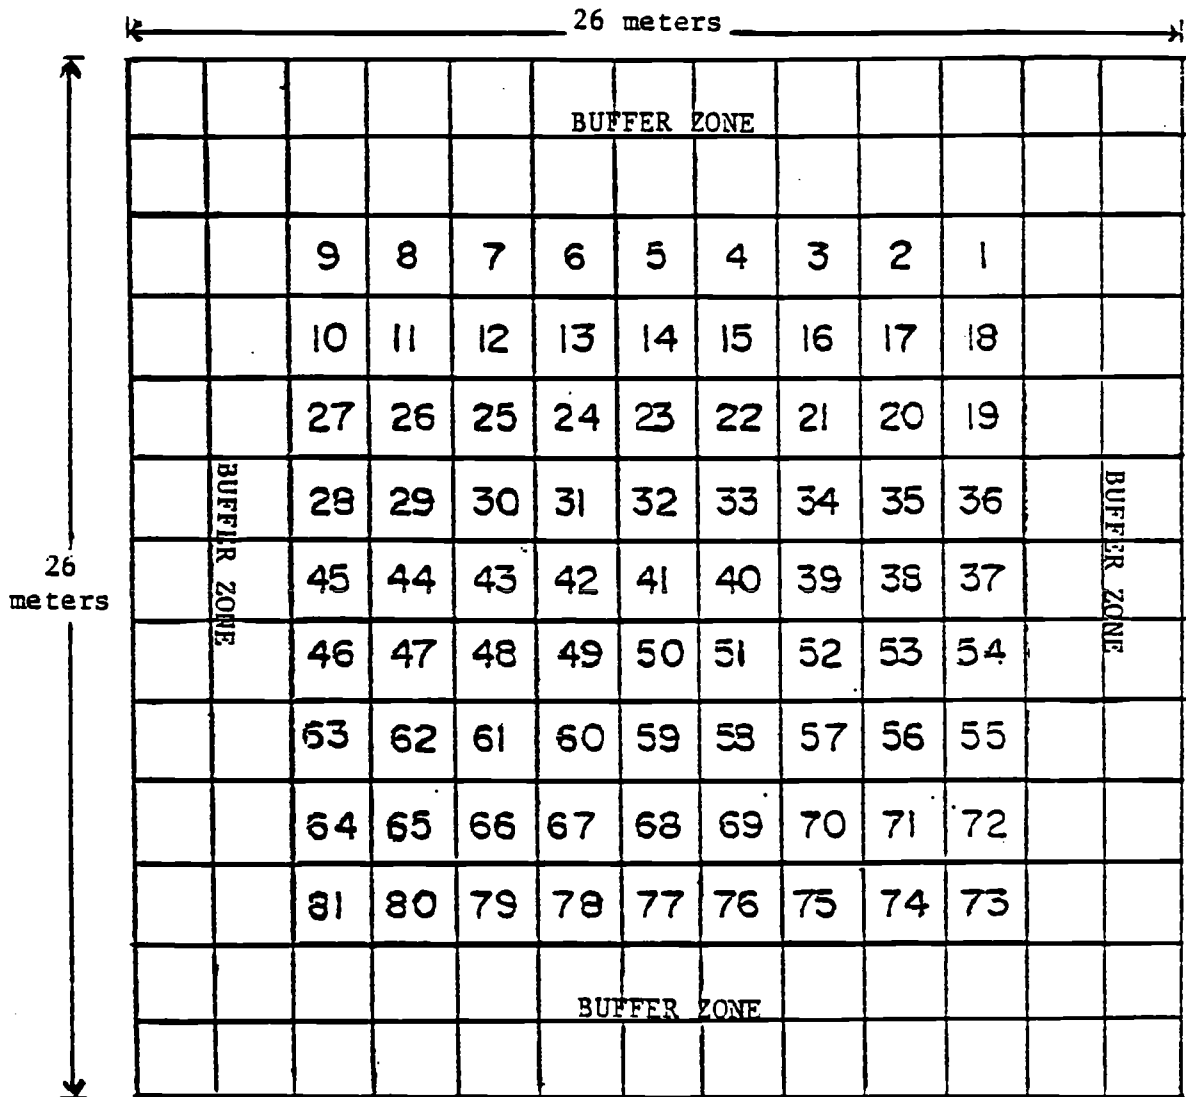 26 meters
BUFFER ZONE
9 8 7 6 5 4 3 2 1
10 11 12 13 14 15 16 17 18
27 26 25 24 23 22 21 20 19
28 29 30 31 32 33 34 35 36
BUFFER ZONE
BUFFER ZONE
26
meters
45 44 43 42 41 40 39 38 37
46 47 48 49 50 51 52 53 54
63 62 61 60 59 58 57 56 55
64 65 66 67 68 69 70 71 72
81 80 79 78 77 76 75 74 73
BUFFER ZONE